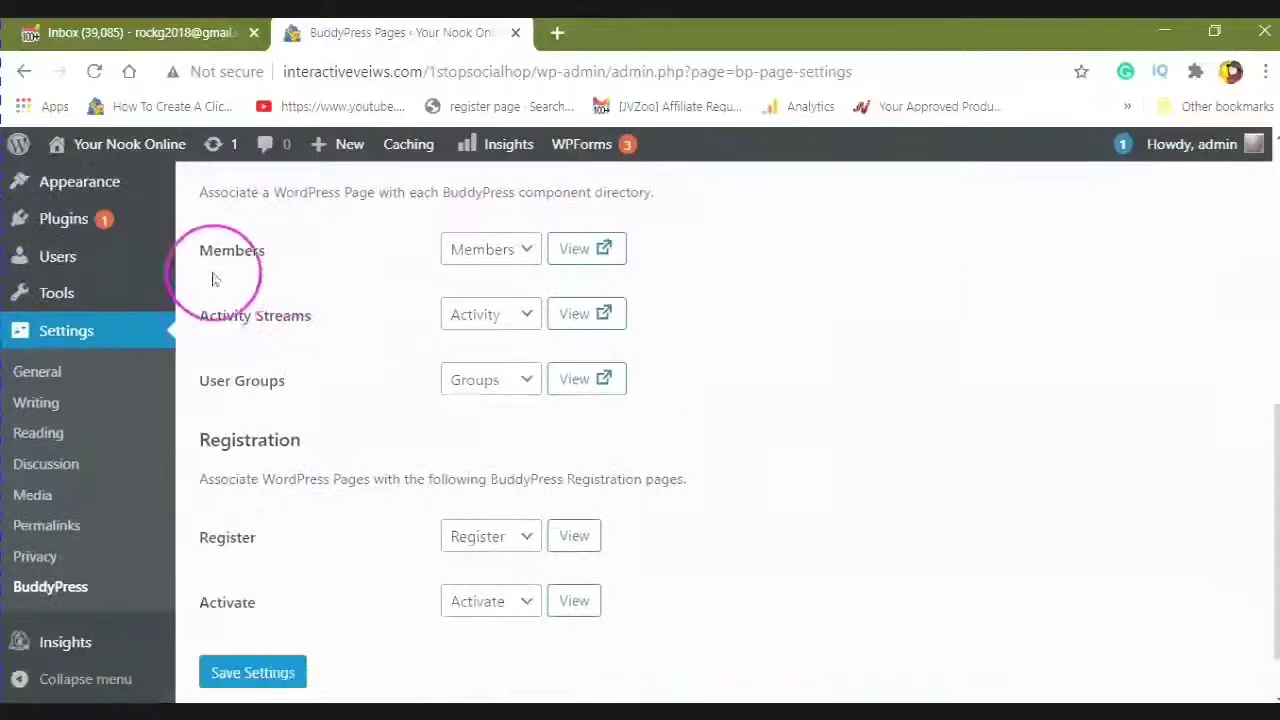 Inbox (39,085) - rockg2018@gmail.
BuddyPress Pages ‹ Your Nook Onl
Not secure
interactiveveiws.com/1stopsocialhor/wp-admin/admin.php?page=bp-page-settings
IQ
Apps
How To Create A Clic...
https://www.youtube....
register page · Search...
[JVZoo] Affiliate Requ...
Analytics
Your Approved Produ...
»
Other bookmarks
Your Nook Online
1
0
New
Caching
Insights
WPForms 3
1
Howdy, admin
Appearance
Plugins 1
Users
Tools
Settings
General
Writing
Reading
Discussion
Media
Permalinks
Privacy
BuddyPress
Insights
Collapse menu
Associate a WordPress Page with each BuddyPress component directory.
Members
Members
View
Activity Streams
Activity
View
User Groups
Groups
View
Registration
Associate WordPress Pages with the following BuddyPress Registration pages.
Register
Register
View
Activate
Activate
View
Save Settings